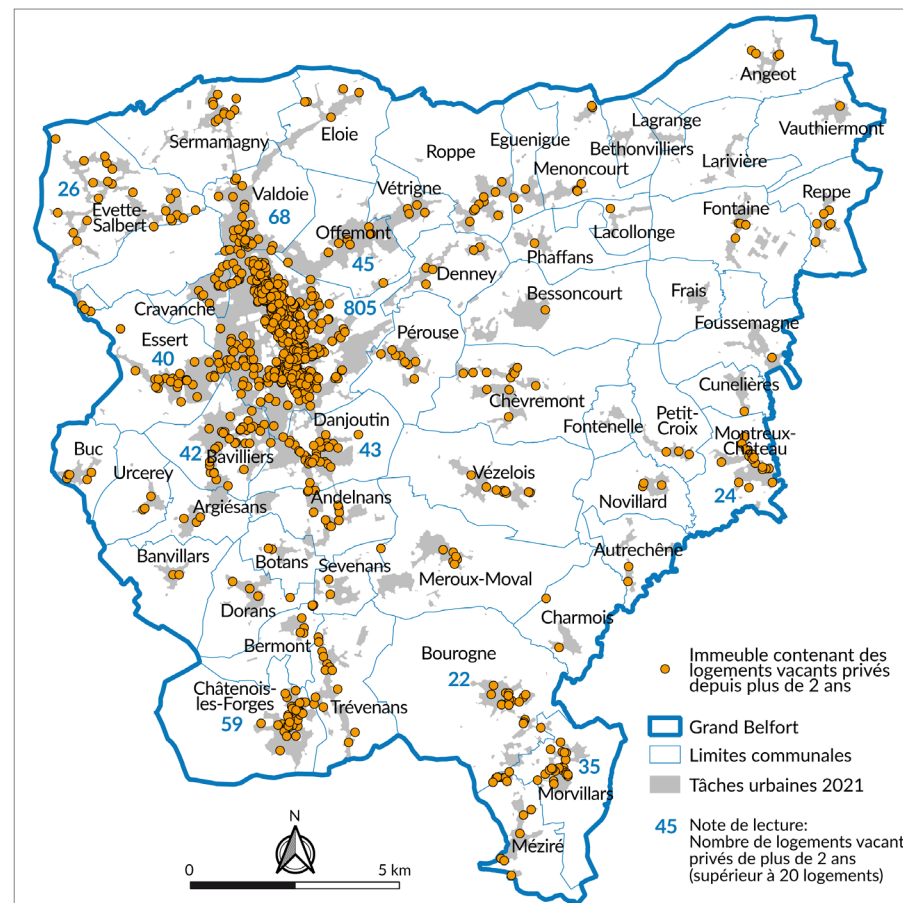 Angeot
Vauthiermont
Lagrange
Bethonvilliers
Larivière
Eguenigue
Menoncourt
Roppe
Eloie
Sermamagny
26
Evette-
Salbert
Valdoie
68
Vétrigne
Offemont
45
Reppe
Fontaine
Lacollonge
Phaffans
Denney
Bessoncourt
Frais
Foussemagne
805
Cravanche
Essert
40
Pérouse
Cunelières
Chevremont
Fontenelle
Petit-
Croix
Montreux-
Château
24
Danjoutin
43
42
Bavilliers
Buc
Urcerey
Argiésans
Andelnans
Vézelois
Novillard
Autrechêne
Banvillars
Botans
Sévenans
Meroux-Moval
Dorans
Charmois
Bermont
Bourogne
22
Châtenois-
les-Forges
59
Trévenans
35
Morvillars
Méziré
N
0
5 km
Immeuble contenant des
logements vacants privés
depuis plus de 2 ans
Grand Belfort
Limites communales
Tâches urbaines 2021
45
Note de lecture:
Nombre de logements vacant
privés de plus de 2 ans
(supérieur à 20 logements)